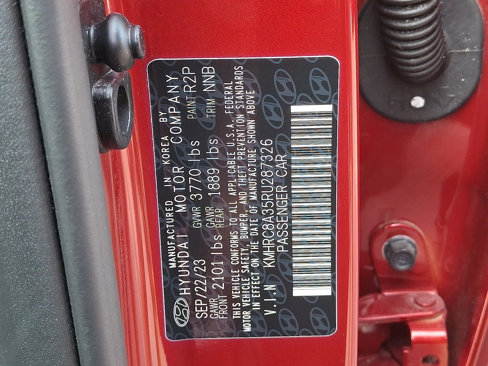 MANUFACTURED IN KOREA BY
HYUNDAI MOTOR COMPANY
SEP/22/23 GVWR 3770 lbs PAINT R2P
GAWR FRONT 2101 lbs GAWR REAR 1889 lbs TRIM NNB
THIS VEHICLE CONFORMS TO ALL APPLICABLE U.S.A. FEDERAL
MOTOR VEHICLE SAFETY, BUMPER, AND THEFT PREVENTION STANDARDS
IN EFFECT ON THE DATE OF MANUFACTURE SHOWN ABOVE
V.I.N KMHRC8A35RU287326
PASSENGER CAR